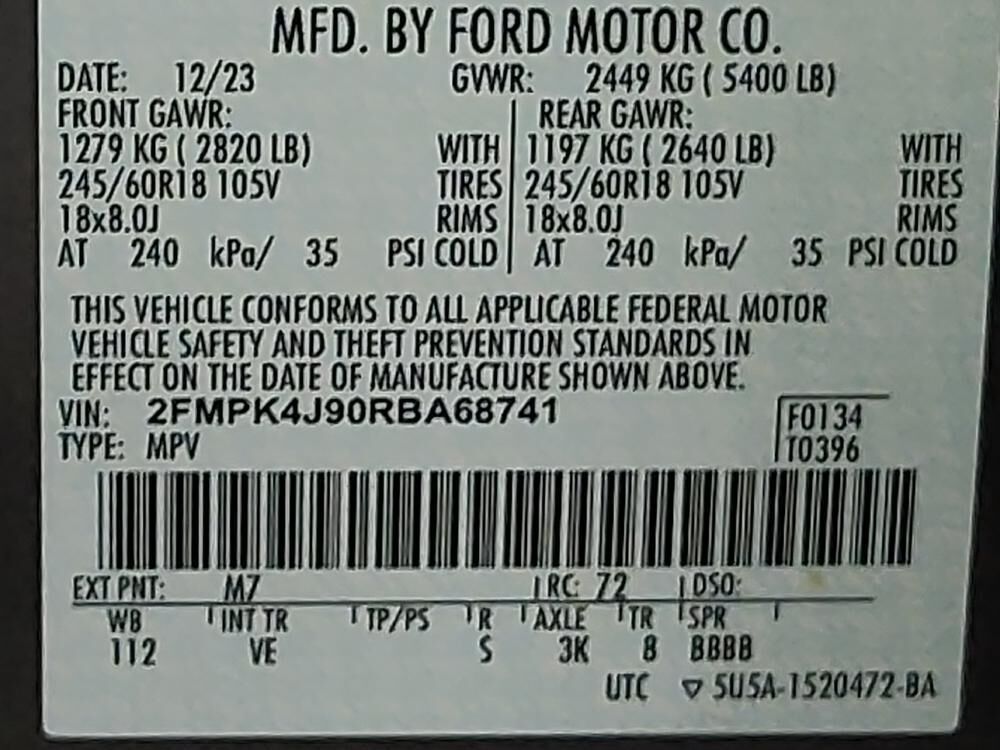 MFD. BY FORD MOTOR CO.
DATE: 12/23 GVWR: 2449 KG ( 5400 LB)
FRONT GAWR: REAR GAWR:
1279 KG ( 2820 LB) WITH 1197 KG ( 2640 LB) WITH
245/60R18 105V TIRES 245/60R18 105V TIRES
18x8.0J RIMS 18x8.0J RIMS
AT 240 kPa/ 35 PSI COLD AT 240 kPa/ 35 PSI COLD
THIS VEHICLE CONFORMS TO ALL APPLICABLE FEDERAL MOTOR
VEHICLE SAFETY AND THEFT PREVENTION STANDARDS IN
EFFECT ON THE DATE OF MANUFACTURE SHOWN ABOVE.
VIN: 2FMPK4J90RBA68741 F0134
TYPE: MPV T0396
EXT PNT: M7 RC: 72 DSO:
WB INT TR TP/PS R AXLE TR SPR
112 VE S 3K 8 BBBB
UTC ▽ 5U5A-1520472-BA